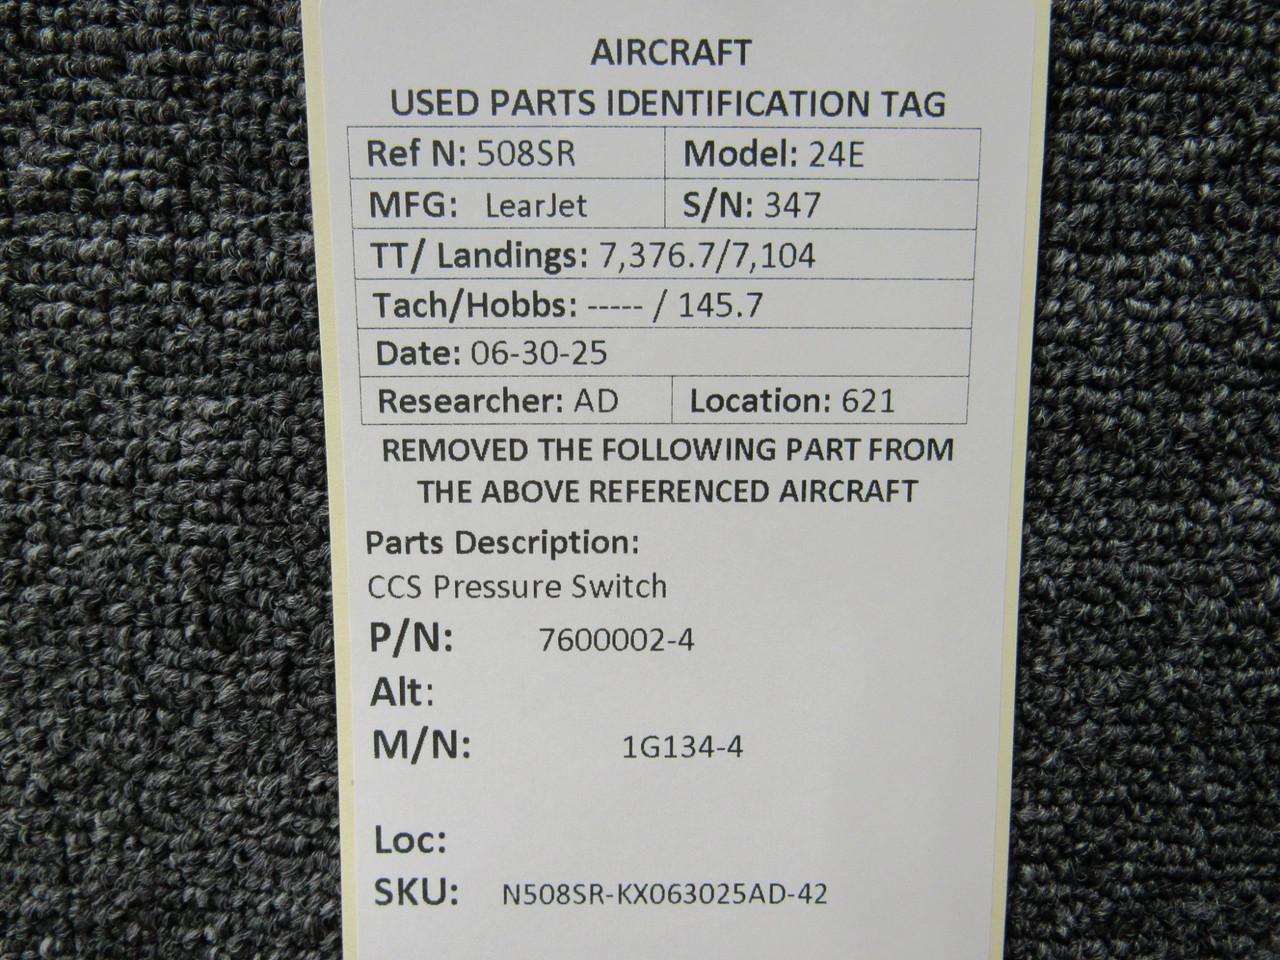 AIRCRAFT
USED PARTS IDENTIFICATION TAG
Ref N: 508SR Model: 24E
MFG: LearJet S/N: 347
TT/ Landings: 7,376.7/7,104
Tach/Hobbs: ----- / 145.7
Date: 06-30-25
Researcher: AD Location: 621
REMOVED THE FOLLOWING PART FROM
THE ABOVE REFERENCED AIRCRAFT
Parts Description:
CCS Pressure Switch
P/N: 7600002-4
Alt:
M/N: 1G134-4
Loc:
SKU: N508SR-KX063025AD-42